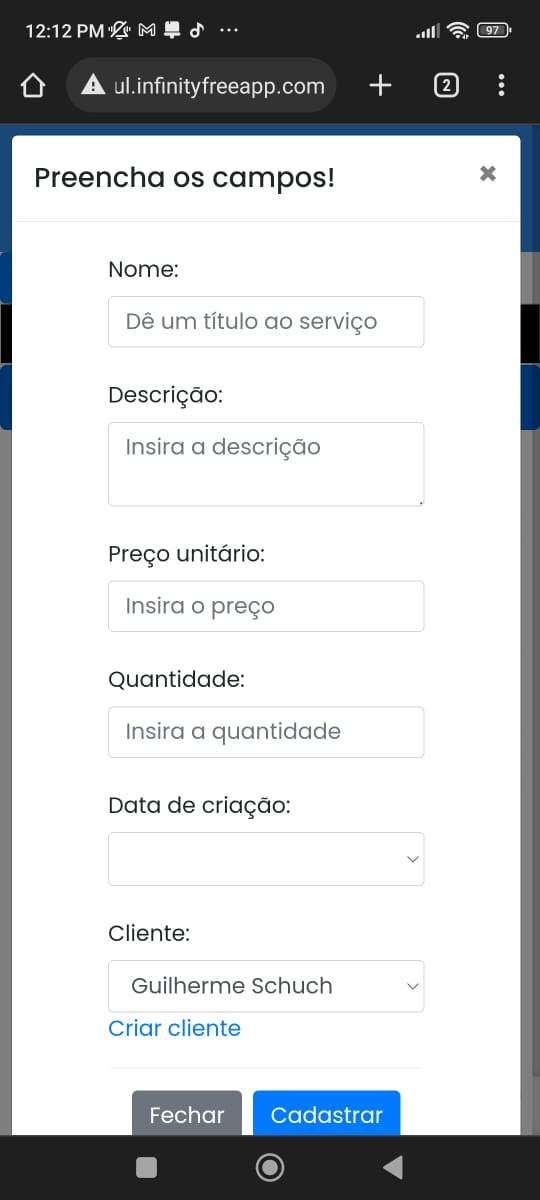 12:12 PM
97
ul.infinityfreeapp.com
2
Preencha os campos!
Nome:
Dê um título ao serviço
Descrição:
Insira a descrição
Preço unitário:
Insira o preço
Quantidade:
Insira a quantidade
Data de criação:
Cliente:
Guilherme Schuch
Criar cliente
Fechar
Cadastrar